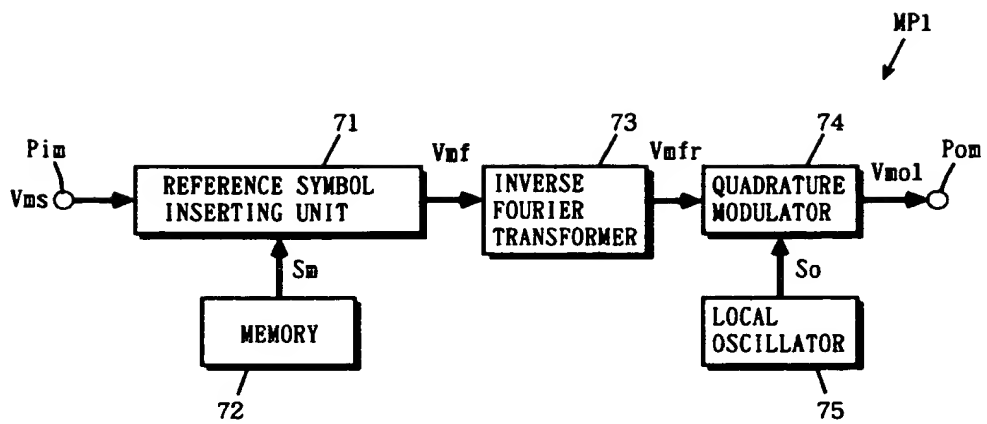 MP1
71
73
74
Pim
Vmf
Vmfr
Vmol
Pom
Vms
REFERENCE SYMBOL
INSERTING UNIT
INVERSE
FOURIER
TRANSFORMER
QUADRATURE
MODULATOR
Sm
So
MEMORY
LOCAL
OSCILLATOR
72
75